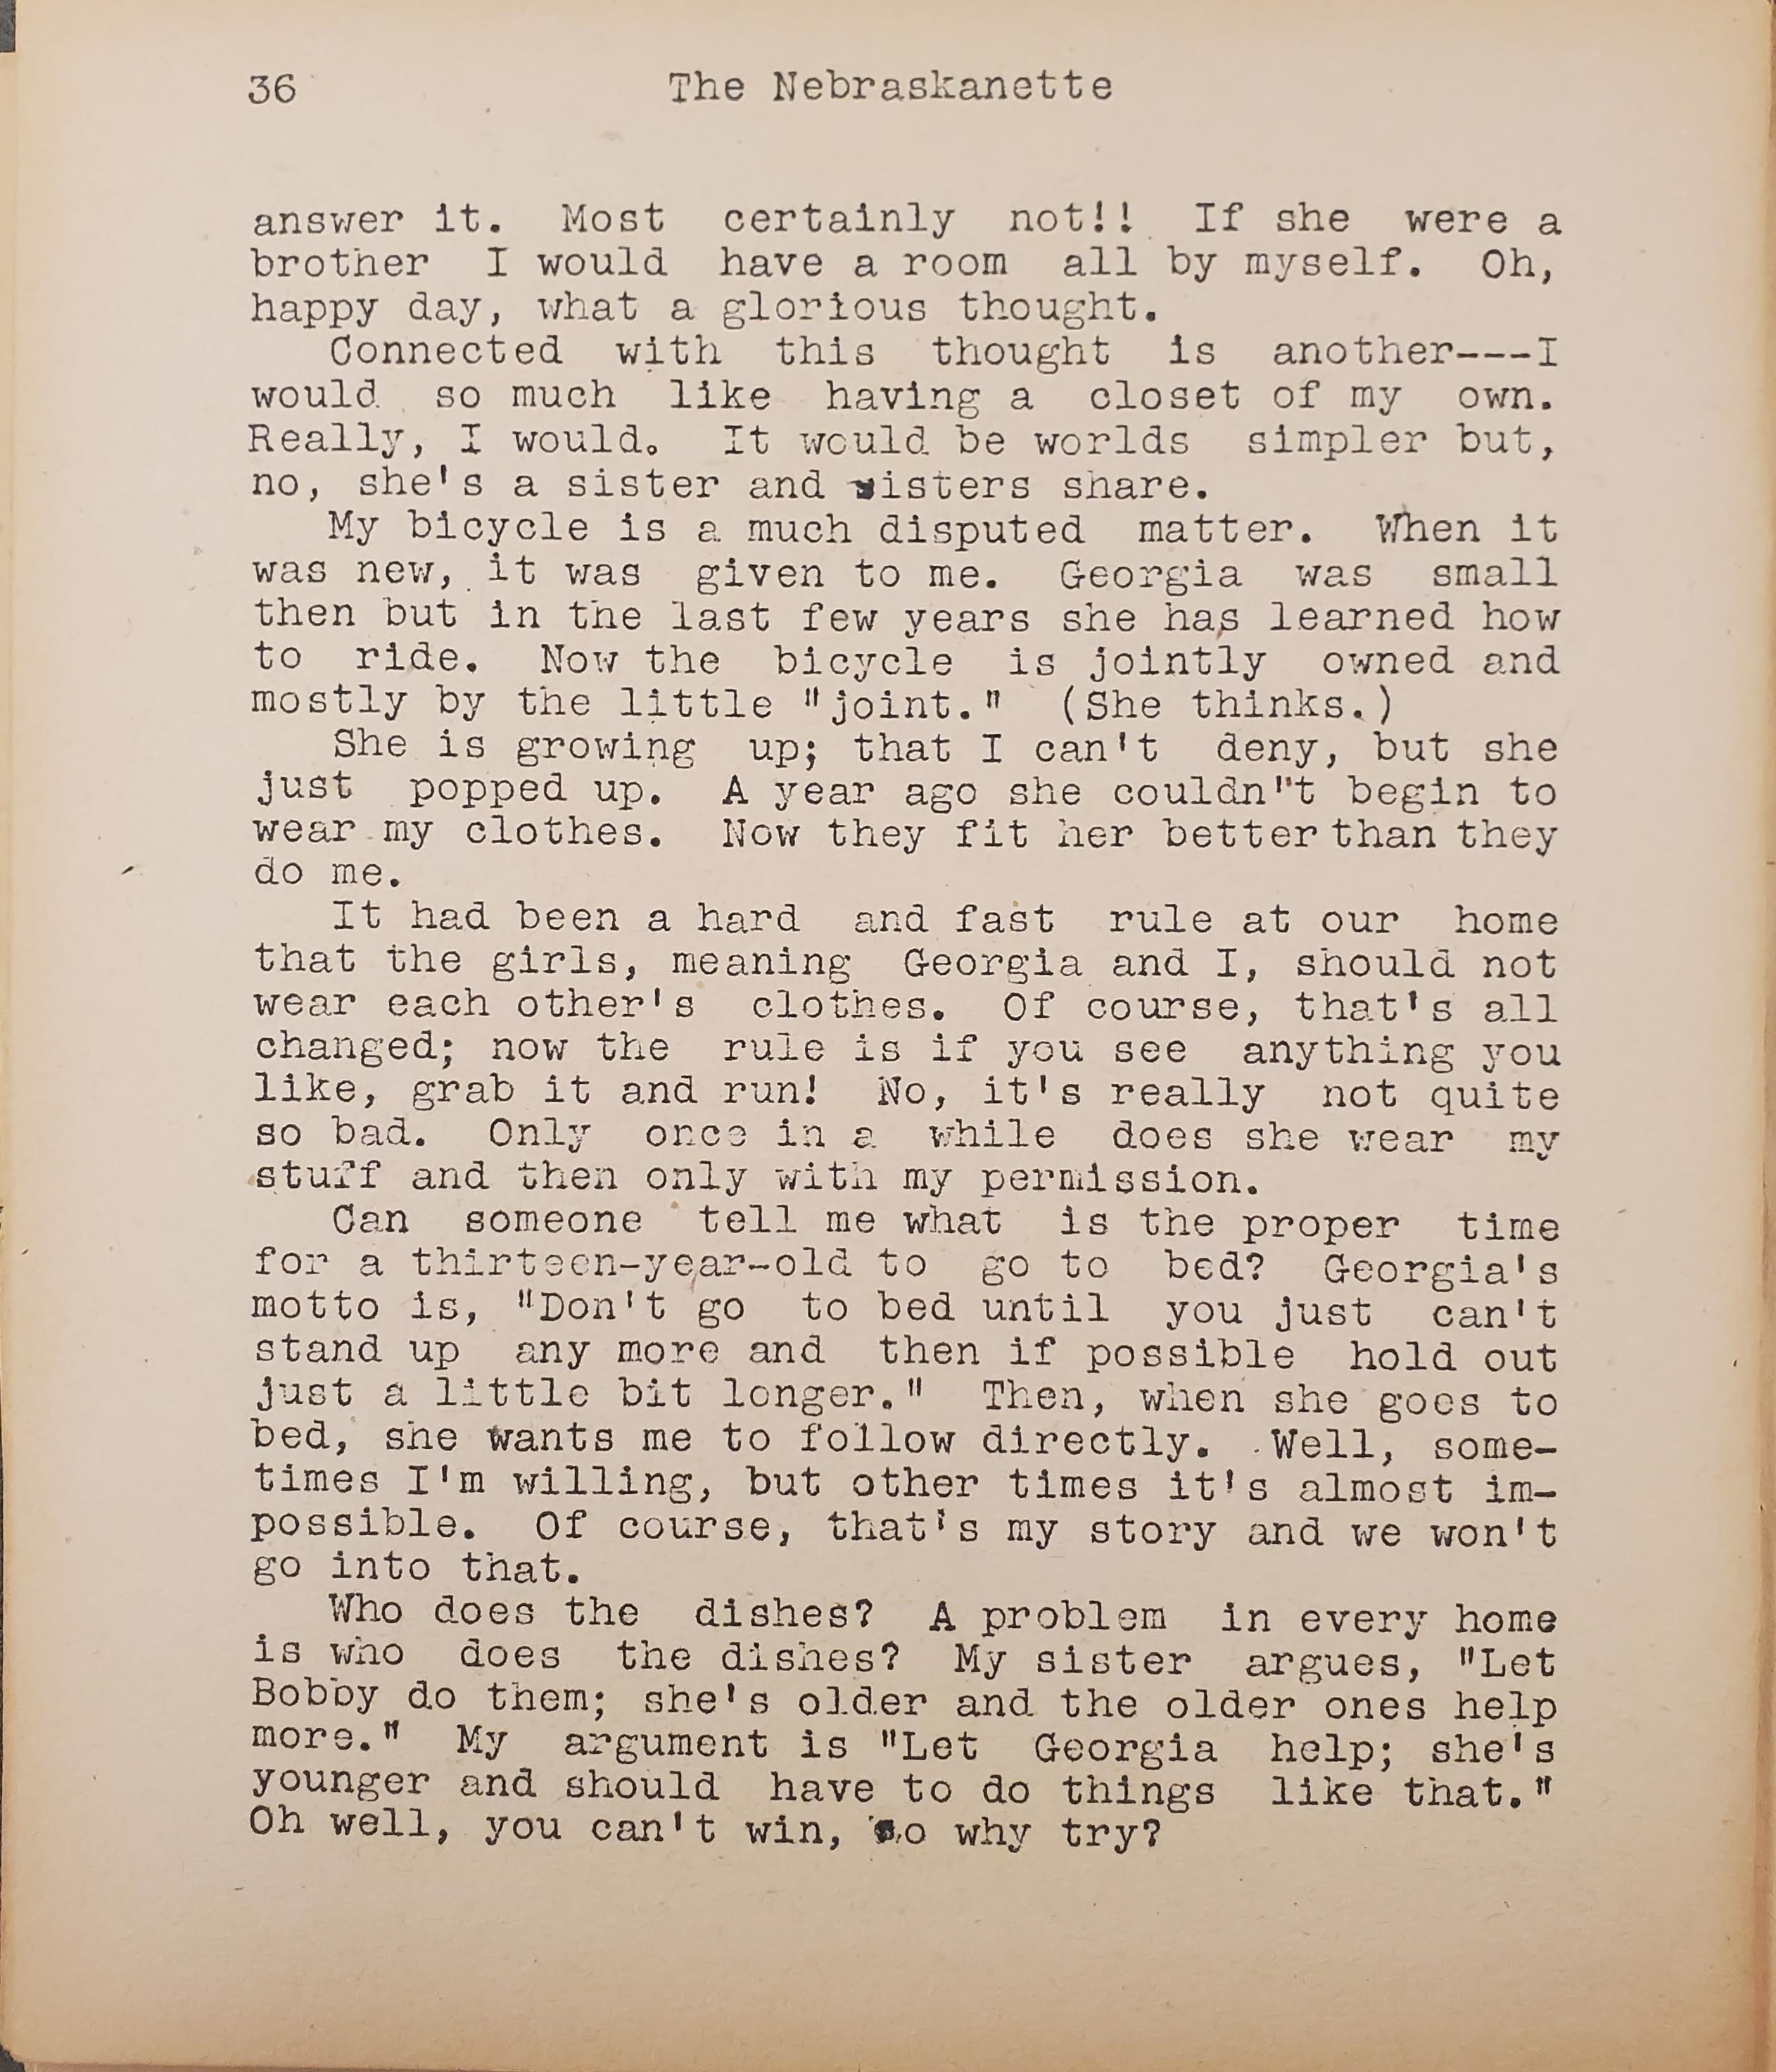 36 The Nebraskanette
answer it. Most certainly not!! If she were a
brother I would have a room all by myself. Oh,
happy day, what a glorious thought.
Connected with this thought is another---I
would so much like having a closet of my own.
Really, I would. It would be worlds simpler but,
no, she's a sister and sisters share.
My bicycle is a much disputed matter. When it
was new, it was given to me. Georgia was small
then but in the last few years she has learned how
to ride. Now the bicycle is jointly owned and
mostly by the little "joint." (She thinks.)
She is growing up; that I can't deny, but she
just popped up. A year ago she couldn"t begin to
wear my clothes. Now they fit her better than they
do me.
It had been a hard and fast rule at our home
that the girls, meaning Georgia and I, should not
wear each other's clothes. Of course, that's all
changed; now the rule is if you see anything you
like, grab it and run! No, it's really not quite
so bad. Only once in a while does she wear my
stuff and then only with my permission.
Can someone tell me what is the proper time
for a thirteen-year-old to go to bed? Georgia's
motto is, "Don't go to bed until you just can't
stand up any more and then if possible hold out
just a little bit longer." Then, when she goes to
bed, she wants me to follow directly. Well, some-
times I'm willing, but other times it's almost im-
possible. Of course, that's my story and we won't
go into that.
Who does the dishes? A problem in every home
is who does the dishes? My sister argues, "Let
Bobby do them; she's older and the older ones help
more." My argument is "Let Georgia help; she's
younger and should have to do things like that."
Oh well, you can't win, so why try?